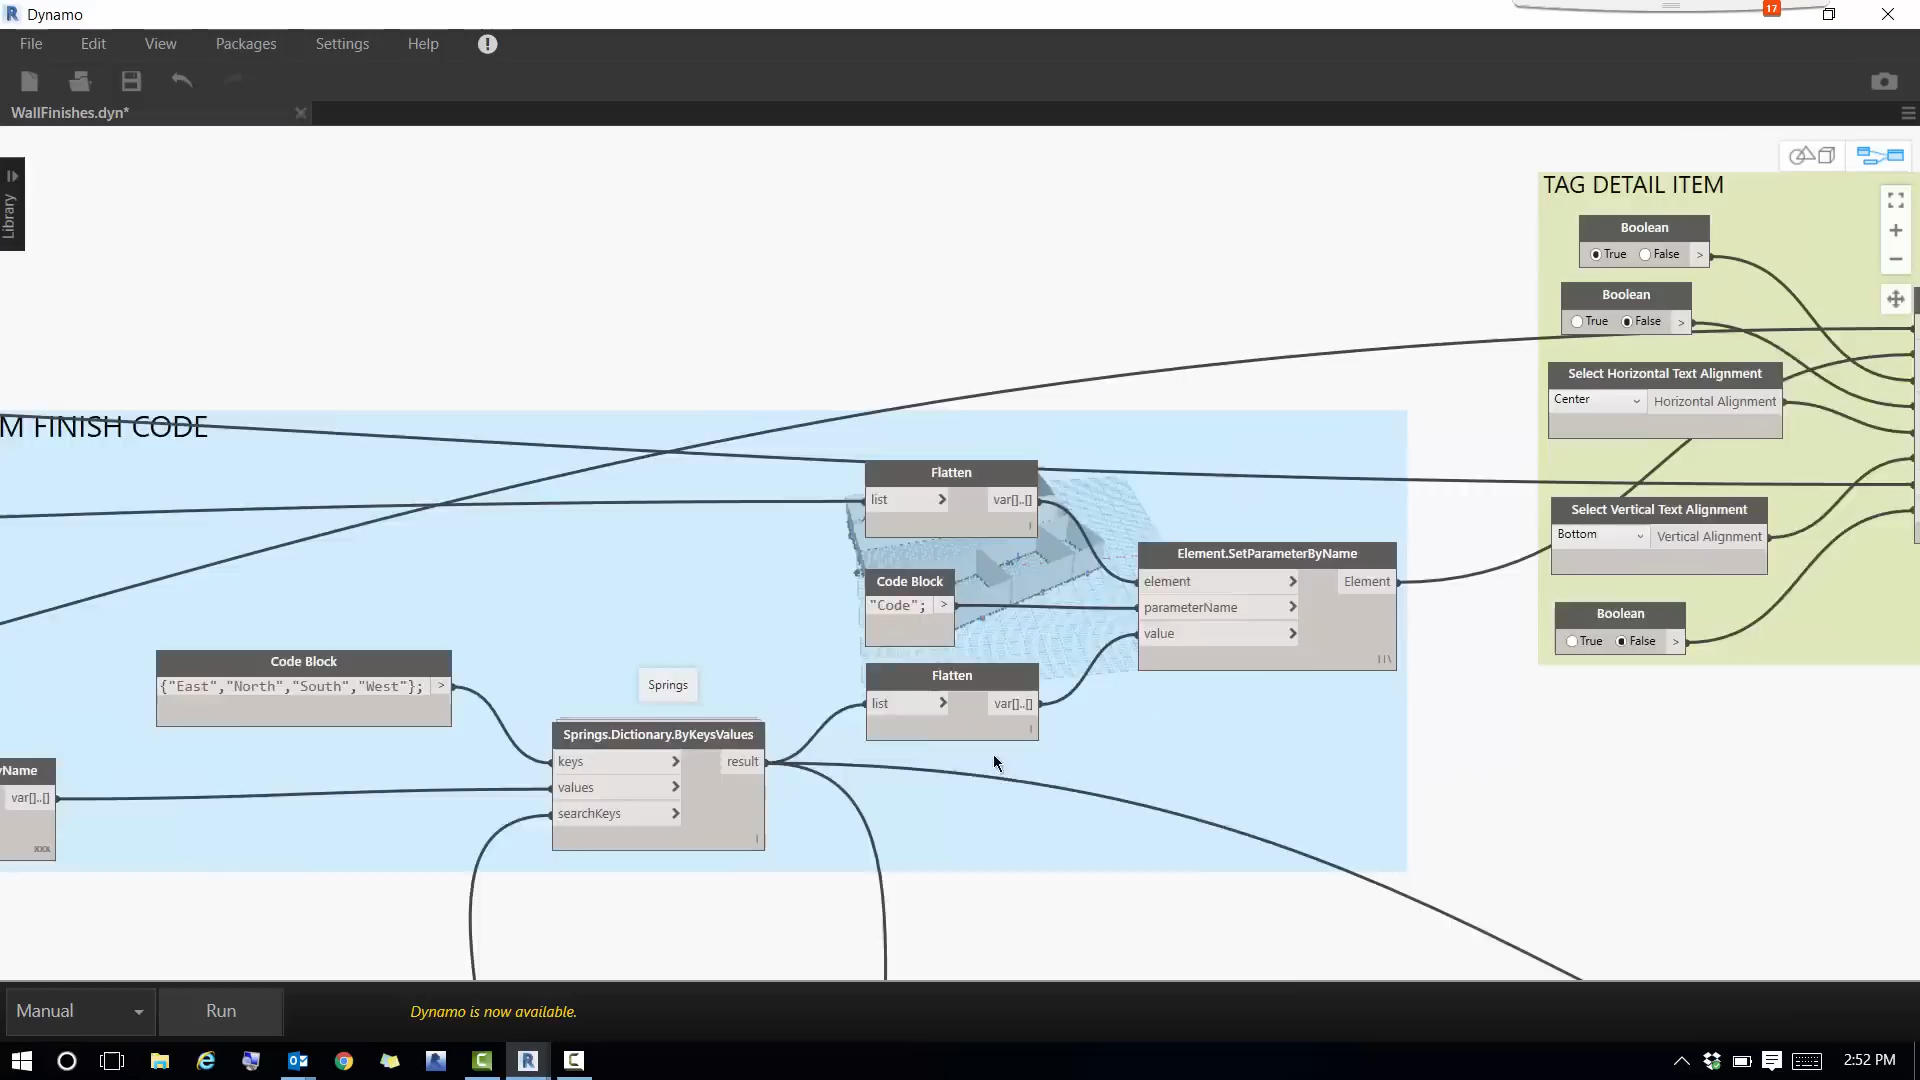 Dynamo
17
File Edit View Packages Settings Help
WallFinishes.dyn*
Library
TAG DETAIL ITEM
Boolean
True False >
Boolean
True False >
Select Horizontal Text Alignment
Center Horizontal Alignment
Select Vertical Text Alignment
Bottom Vertical Alignment
Boolean
True False >
M FINISH CODE
Flatten
list > var[]..[]
Code Block
"Code"; >
Flatten
list > var[]..[]
Element.SetParameterByName
element > Element
parameterName >
value >
Code Block
{"East","North","South","West"}; >
Springs
Springs.Dictionary.ByKeysValues
keys > result
values >
searchKeys >
yName
var[]..[]
xxx
Manual Run Dynamo is now available.
2:52 PM